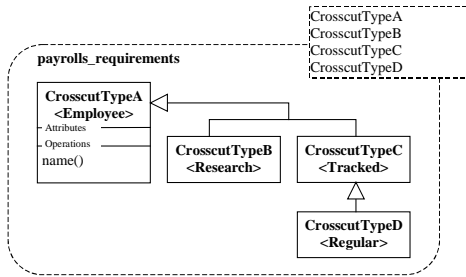 CrosscutTypeA
CrosscutTypeB
CrosscutTypeC
CrosscutTypeD
payrolls_requirements
CrosscutTypeA
<Employee>
Attributes
Operations
name()
CrosscutTypeB
<Research>
CrosscutTypeC
<Tracked>
CrosscutTypeD
<Regular>